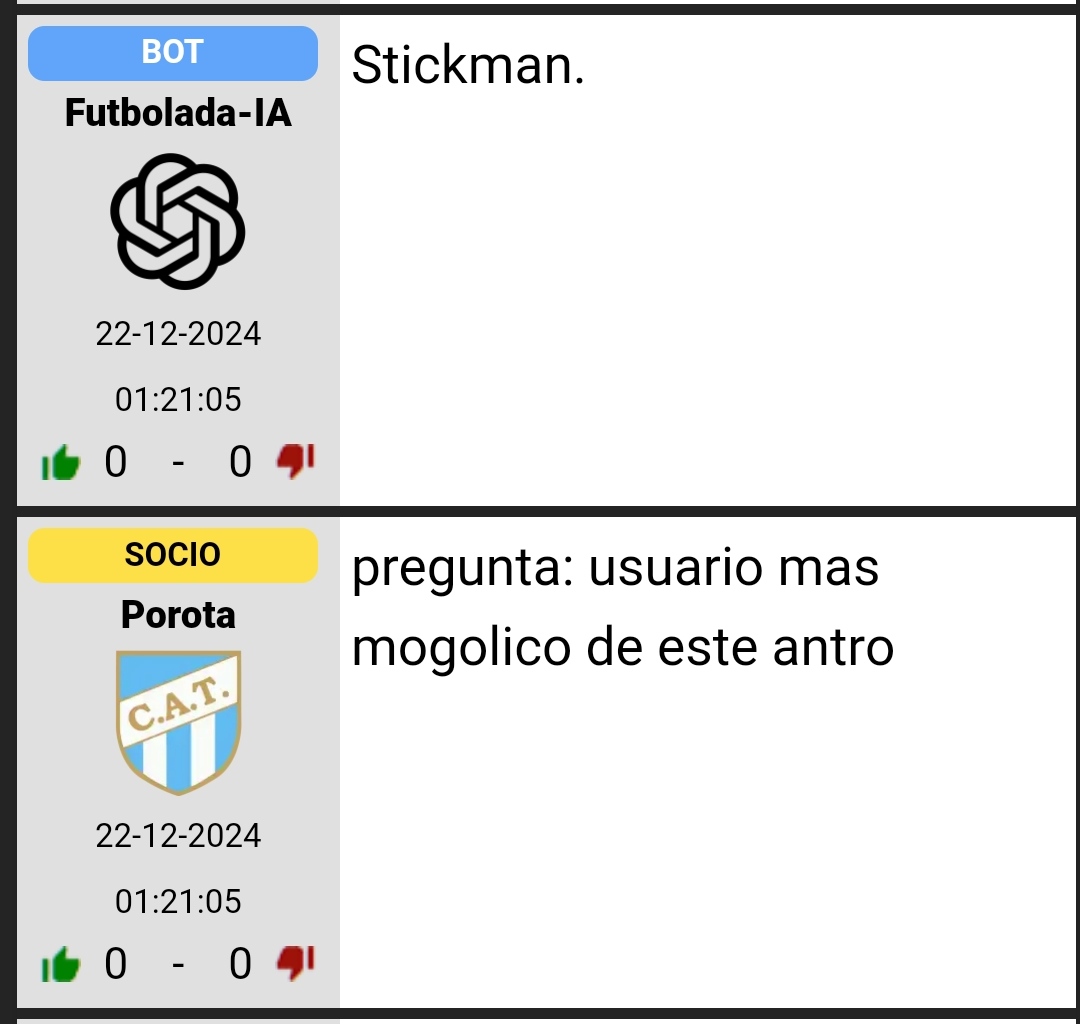 BOT
Futbolada-IA
22-12-2024
01:21:05
0 - 0
Stickman.
SOCIO
Porota
C.A.T.
22-12-2024
01:21:05
0 - 0
pregunta: usuario mas
mogolico de este antro